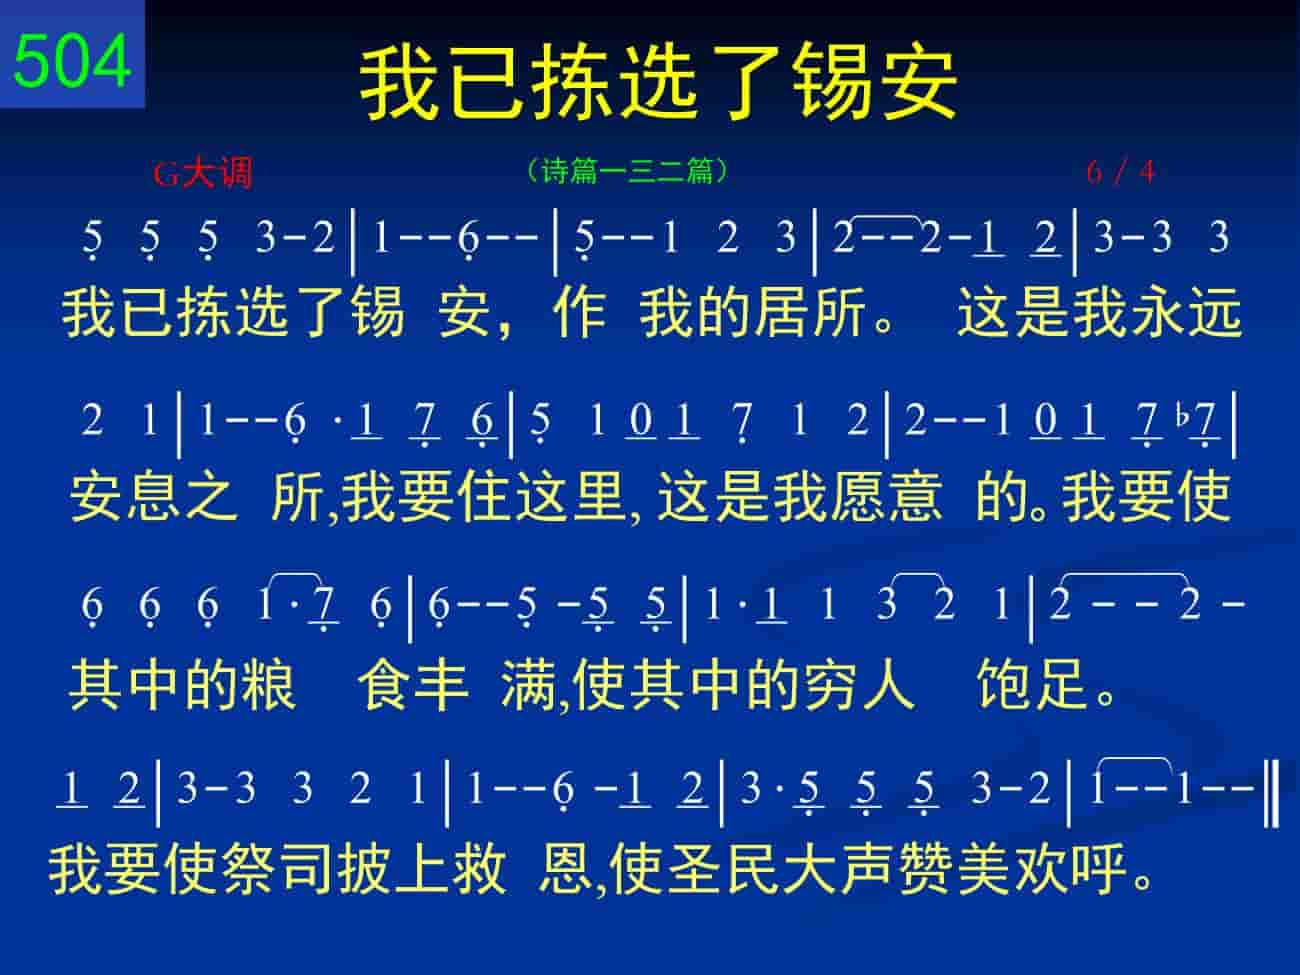 504
我已拣选了锡安
G大调 （诗篇一三二篇） 6 / 4
5̣ 5̣ 5̣ 3-2|1--6̣--|5̣--1 2 3|2--2-1̲ 2̲|3-3 3
我已拣选了锡 安，作 我的居所。 这是我永远
2 1|1--6̣ ·1̲ 7̣̲ 6̣̲|5̣ 1 0̲ 1̲ 7̣ 1 2|2--1 0̲ 1̲ 7̣̲ ♭7̣̲|
安息之 所,我要住这里, 这是我愿意 的。我要使
6̣ 6̣ 6̣ 1·7̣̲ 6̣|6̣--5̣ -5̣̲ 5̣̲|1·1̲ 1 3 2 1|2 - - 2 -
其中的粮 食丰 满,使其中的穷人 饱足。
1̲ 2̲|3-3 3 2 1|1--6̣ -1̲ 2̲|3·5̣̲ 5̣̲ 5̣̲ 3-2|1--1--‖
我要使祭司披上救 恩,使圣民大声赞美欢呼。